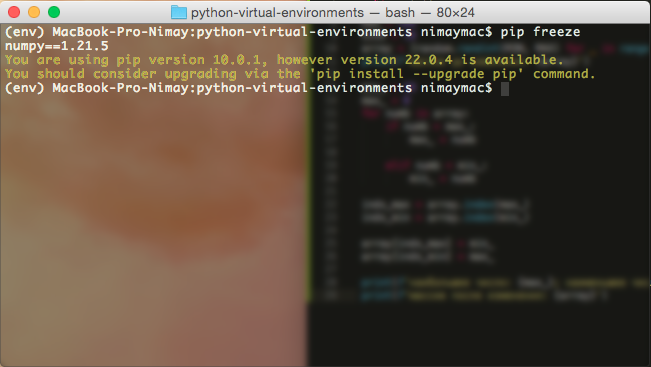 python-virtual-environments — bash — 80×24
(env) MacBook-Pro-Nimay:python-virtual-environments nimaymac$ pip freeze
numpy==1.21.5
You are using pip version 10.0.1, however version 22.0.4 is available.
You should consider upgrading via the 'pip install --upgrade pip' command.
(env) MacBook-Pro-Nimay:python-virtual-environments nimaymac$